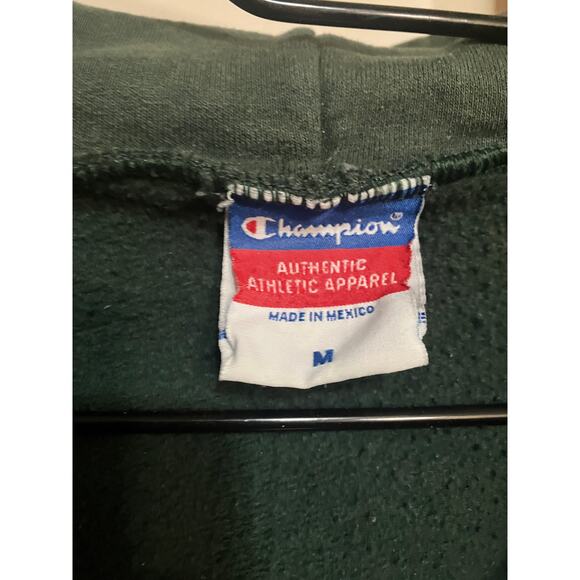 Champion
AUTHENTIC
ATHLETIC APPAREL
MADE IN MEXICO
M